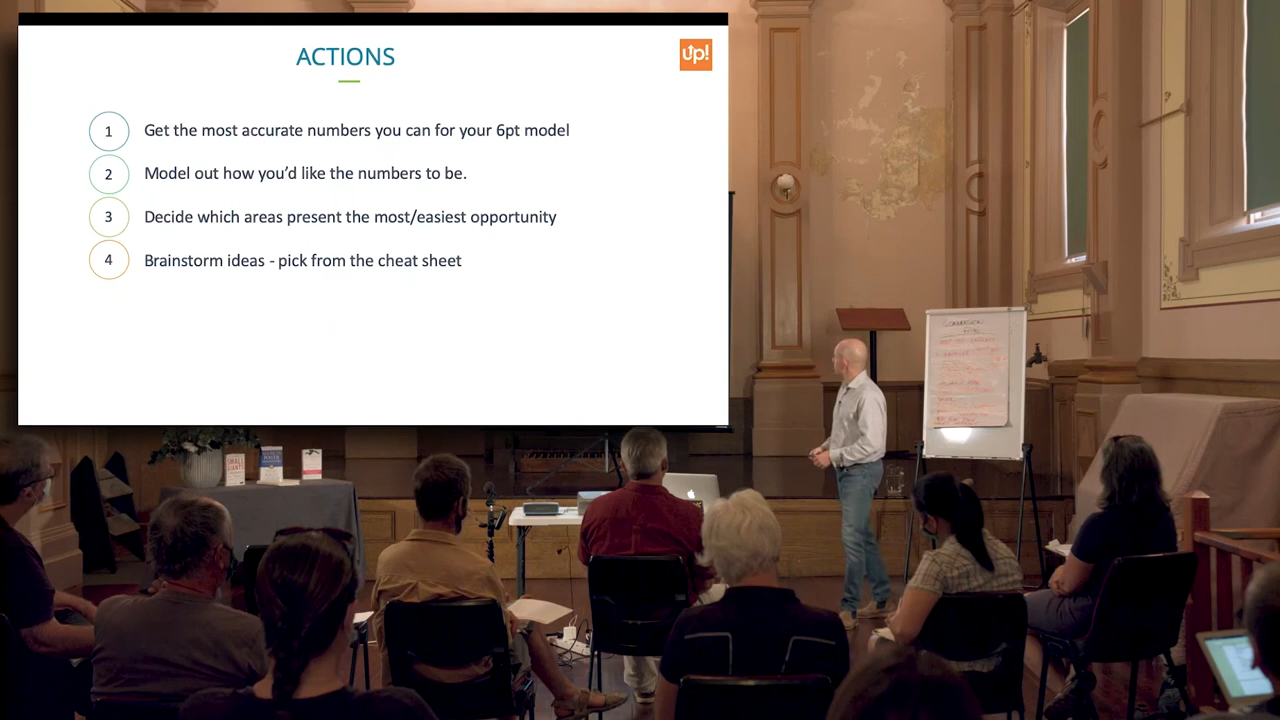 ACTIONS
up!
1 Get the most accurate numbers you can for your 6pt model
2 Model out how you’d like the numbers to be.
3 Decide which areas present the most/easiest opportunity
4 Brainstorm ideas - pick from the cheat sheet
SMALL
GIANTS